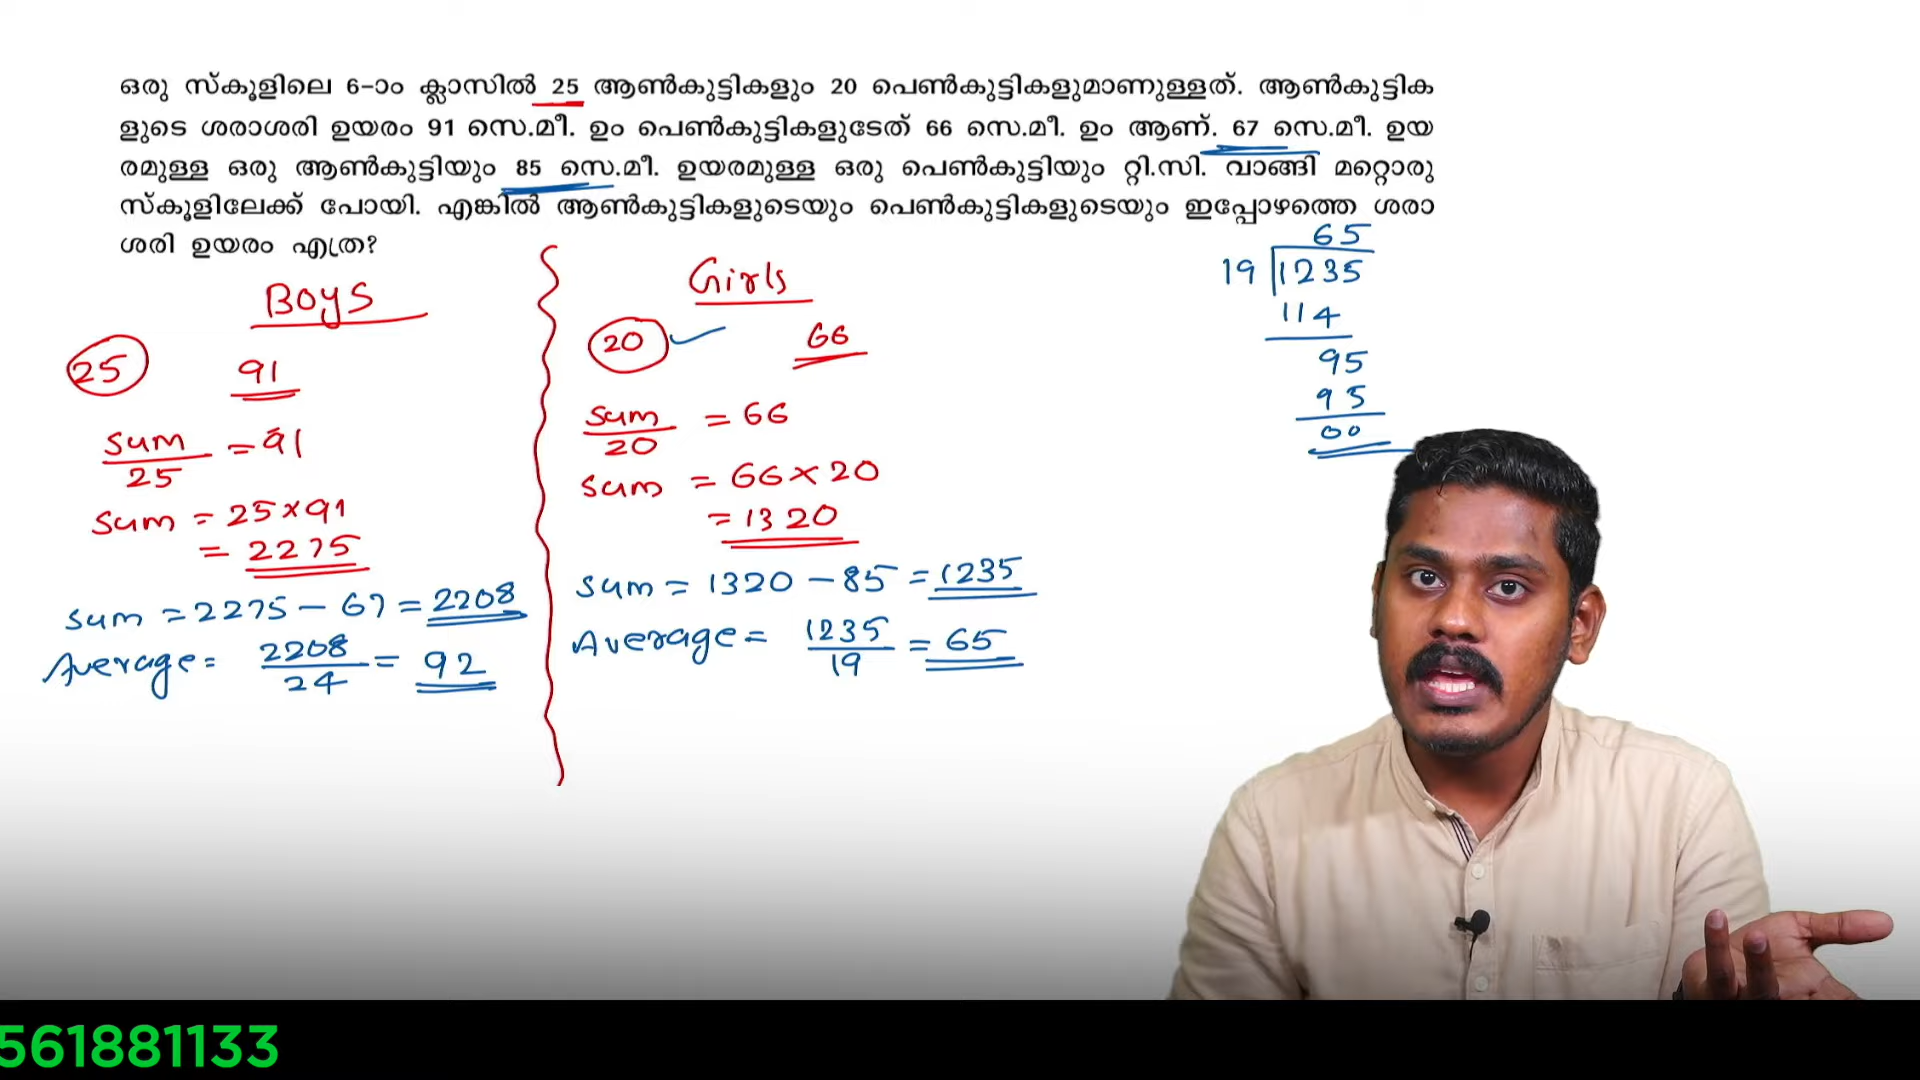 ഒരു സ്കൂളിലെ 6-ാം ക്ലാസിൽ 25 ആൺകുട്ടികളും 20 പെൺകുട്ടികളുമാണുള്ളത്. ആൺകുട്ടിക
ളുടെ ശരാശരി ഉയരം 91 സെ.മീ. ഉം പെൺകുട്ടികളുടേത് 66 സെ.മീ. ഉം ആണ്. 67 സെ.മീ. ഉയ
രമുള്ള ഒരു ആൺകുട്ടിയും 85 സെ.മീ. ഉയരമുള്ള ഒരു പെൺകുട്ടിയും റ്റി.സി. വാങ്ങി മറ്റൊരു
സ്കൂളിലേക്ക് പോയി. എങ്കിൽ ആൺകുട്ടികളുടെയും പെൺകുട്ടികളുടെയും ഇപ്പോഴത്തെ ശരാ
ശരി ഉയരം എത്ര?
Boys
25 91
sum/25 = 91
sum = 25×91
= 2275
sum = 2275 - 67 = 2208
Average = 2208/24 = 92
Girls
20 66
sum/20 = 66
sum = 66×20
= 1320
sum = 1320 - 85 = 1235
Average = 1235/19 = 65
65
19 1235
114
95
95
00
561881133